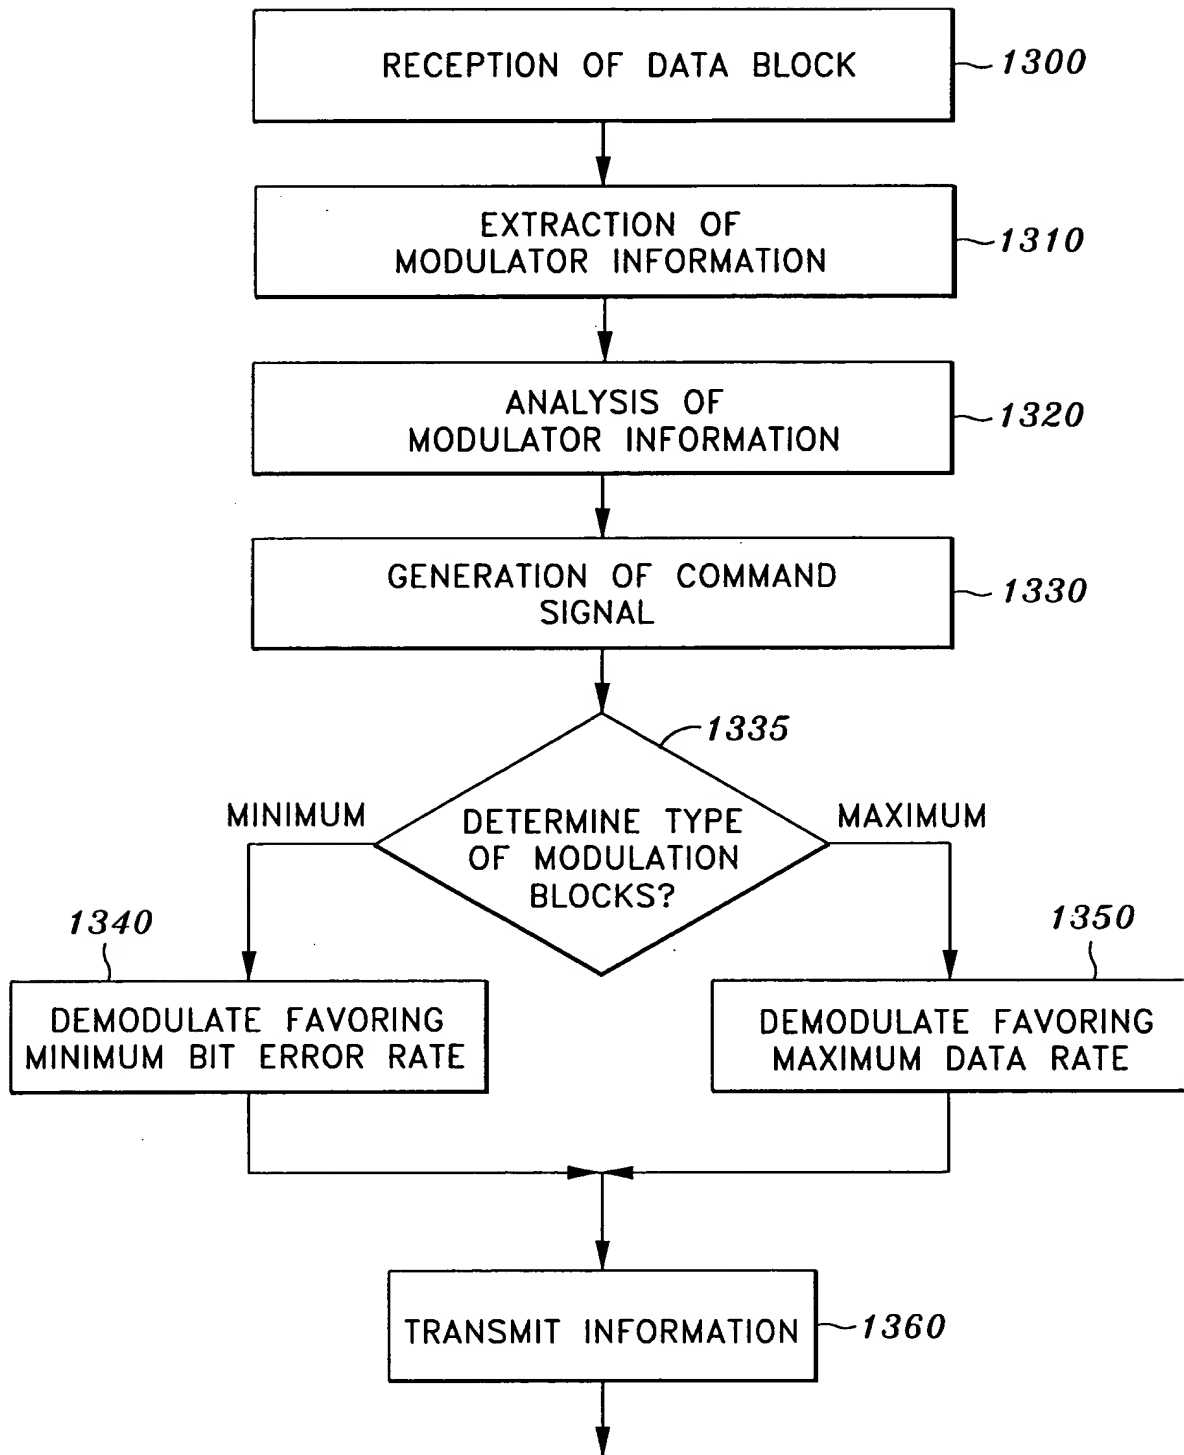 RECEPTION OF DATA BLOCK
1300
EXTRACTION OF
MODULATOR INFORMATION
1310
ANALYSIS OF
MODULATOR INFORMATION
1320
GENERATION OF COMMAND
SIGNAL
1330
1335
MINIMUM
MAXIMUM
DETERMINE TYPE
OF MODULATION
BLOCKS?
1340
1350
DEMODULATE FAVORING
MINIMUM BIT ERROR RATE
DEMODULATE FAVORING
MAXIMUM DATA RATE
TRANSMIT INFORMATION
1360